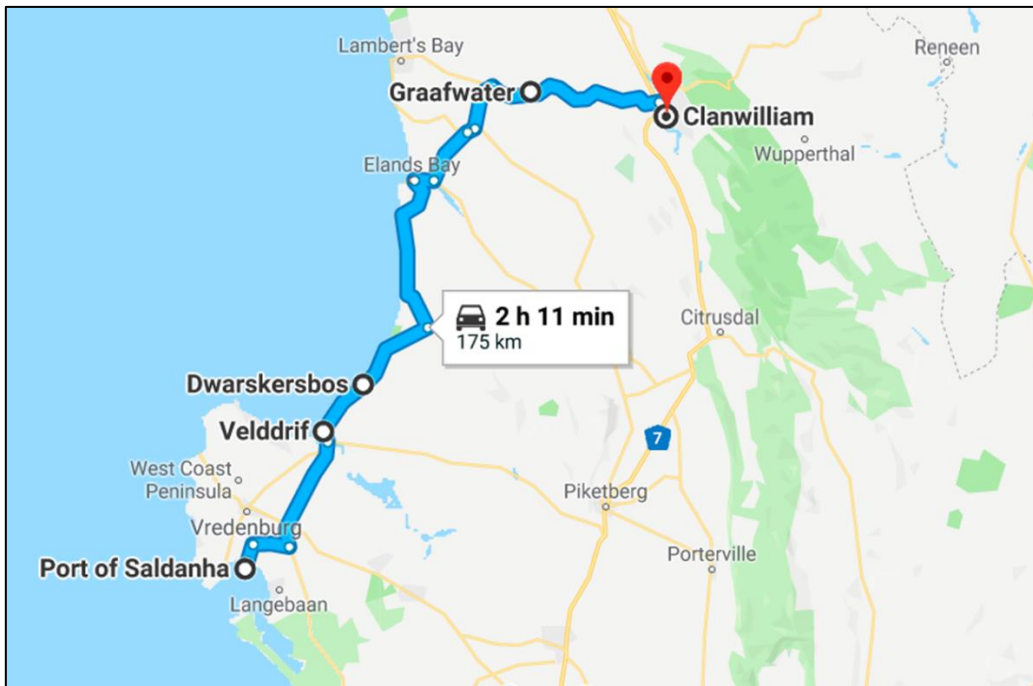 Lambert's Bay
Reneen
Graafwater
Clanwilliam
Wupperthal
Elands Bay
2 h 11 min
175 km
Citrusdal
Dwarskersbos
Velddrif
7
West Coast
Peninsula
Piketberg
Vredenburg
Porterville
Port of Saldanha
Langebaan